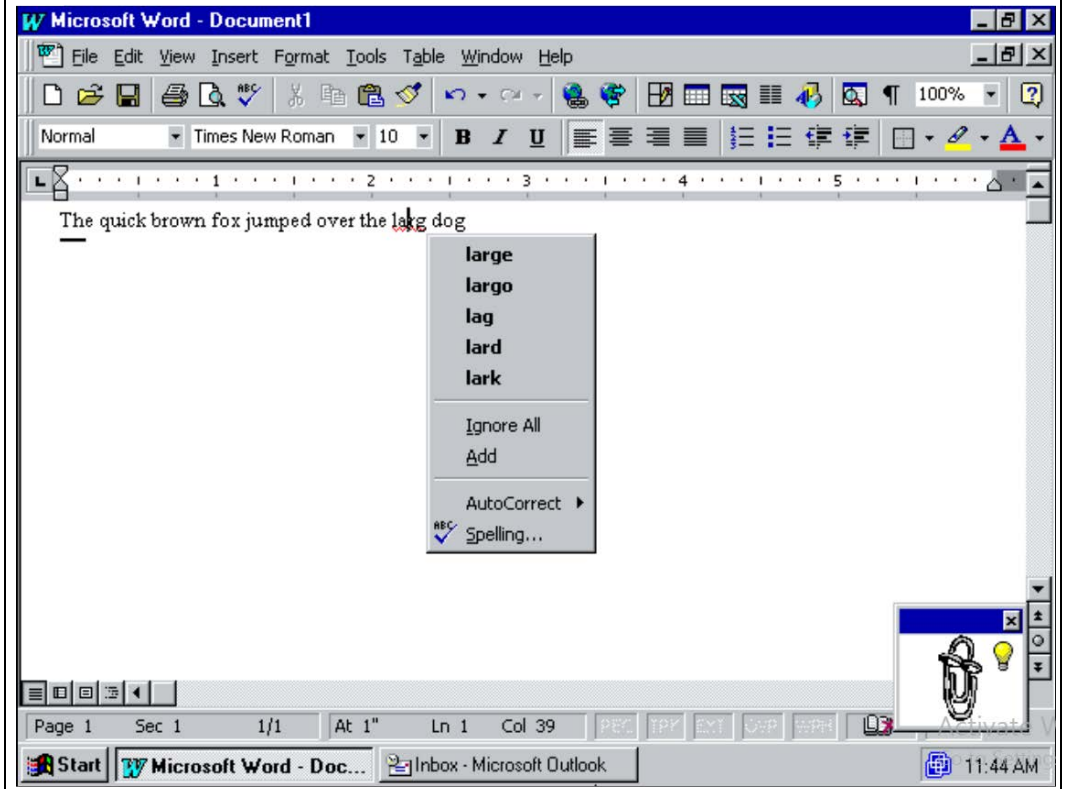 Microsoft Word - Document1
File Edit View Insert Format Tools Table Window Help
ABC 100%
Normal Times New Roman 10 B I U A
1 2 3 4 5
The quick brown fox jumped over the larg dog
large
largo
lag
lard
lark
Ignore All
Add
AutoCorrect
ABC Spelling...
Page 1 Sec 1 1/1 At 1" Ln 1 Col 39 REC TRK EXT OVR WPH
Activate
Start Microsoft Word - Doc... Inbox - Microsoft Outlook 11:44 AM